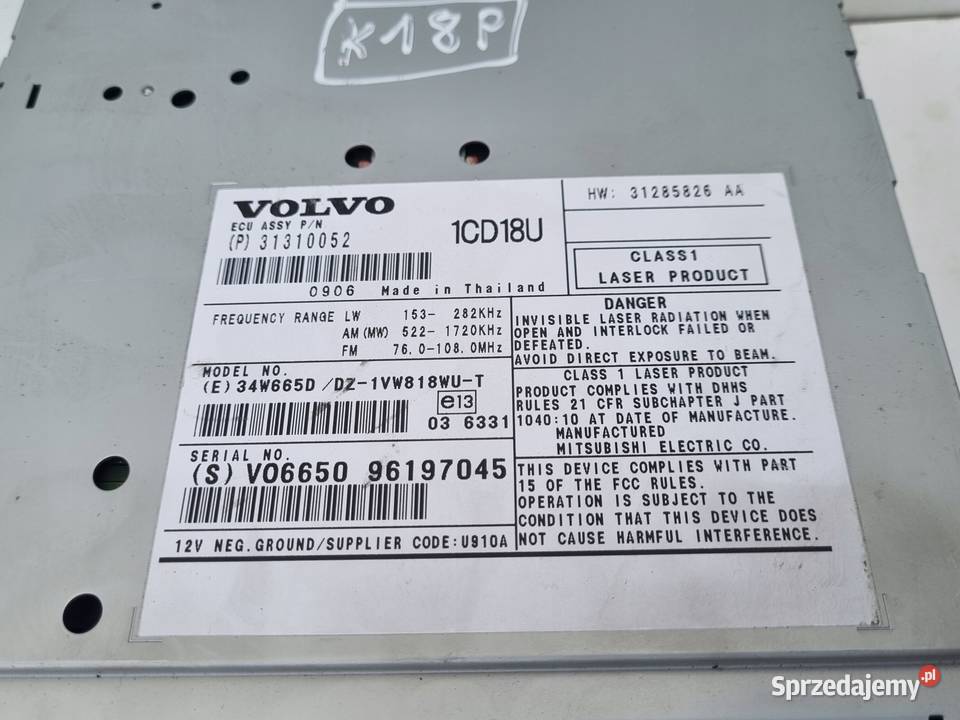 K18P
VOLVO
ECU ASSY P/N
(P) 31310052
1CD18U
0906 Made in Thailand
HW: 31285826 AA
CLASS1
LASER PRODUCT
FREQUENCY RANGE LW 153- 282KHz
AM (MW) 522- 1720KHz
FM 76.0-108.0MHz
DANGER
INVISIBLE LASER RADIATION WHEN
OPEN AND INTERLOCK FAILED OR
DEFEATED.
AVOID DIRECT EXPOSURE TO BEAM.
MODEL NO.
(E) 34W665D /DZ-1VW818WU-T
e13
03 6331
CLASS 1 LASER PRODUCT
PRODUCT COMPLIES WITH DHHS
RULES 21 CFR SUBCHAPTER J PART
1040:10 AT DATE OF MANUFACTURE.
MANUFACTURED
MITSUBISHI ELECTRIC CO.
SERIAL NO.
(S) VO6650 96197045
THIS DEVICE COMPLIES WITH PART
15 OF THE FCC RULES.
OPERATION IS SUBJECT TO THE
CONDITION THAT THIS DEVICE DOES
NOT CAUSE HARMFUL INTERFERENCE.
12V NEG.GROUND/SUPPLIER CODE:U910A
Sprzedajemy.pl